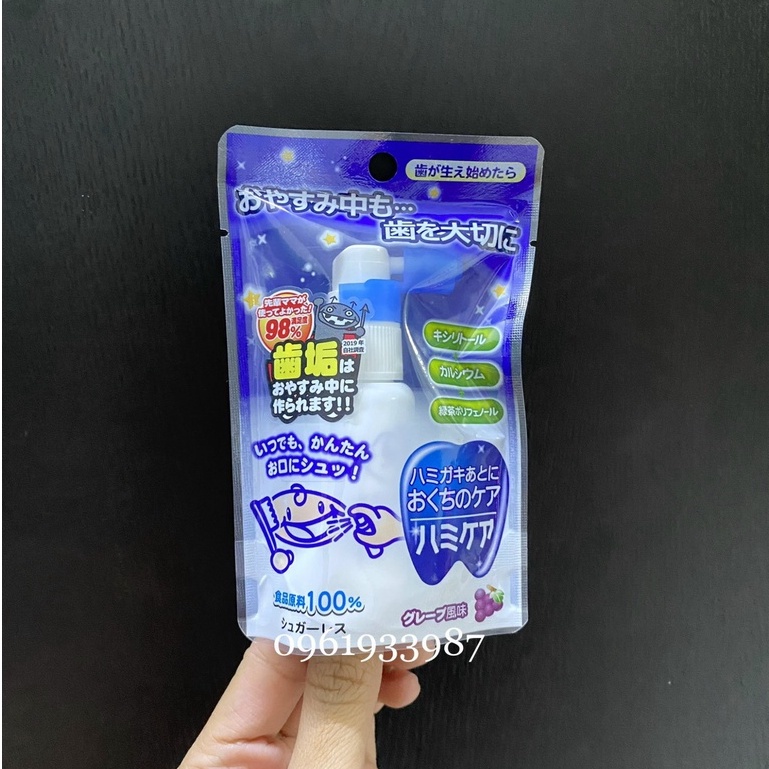 歯が生え始めたら
おやすみ中も…
歯を大切に
先輩ママが
使ってよかった!
満足度
98%
2019年
自社調査
歯垢は
おやすみ中に
作られます!!
キシリトール
カルシウム
緑茶ポリフェノール
いつでも、かんたん
お口にシュッ!
ハミガキあとに
おくちのケア
ハミケア
食品原料100%
シュガーレス
グレープ風味
0961933987